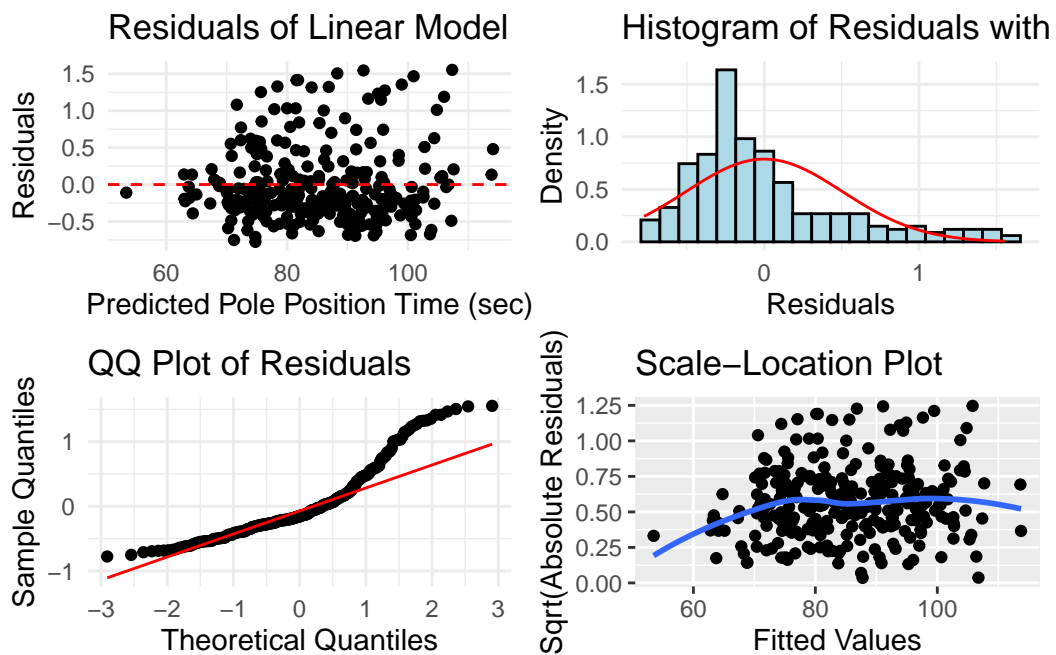 Residuals of Linear Model
Residuals
1.5
1.0
0.5
0.0
−0.5
60
80
100
Predicted Pole Position Time (sec)
Histogram of Residuals with
Density
1.5
1.0
0.5
0.0
0
1
Residuals
QQ Plot of Residuals
Sample Quantiles
1
0
−1
−3
−2
−1
0
1
2
3
Theoretical Quantiles
Scale−Location Plot
Sqrt(Absolute Residuals)
1.25
1.00
0.75
0.50
0.25
0.00
60
80
100
Fitted Values